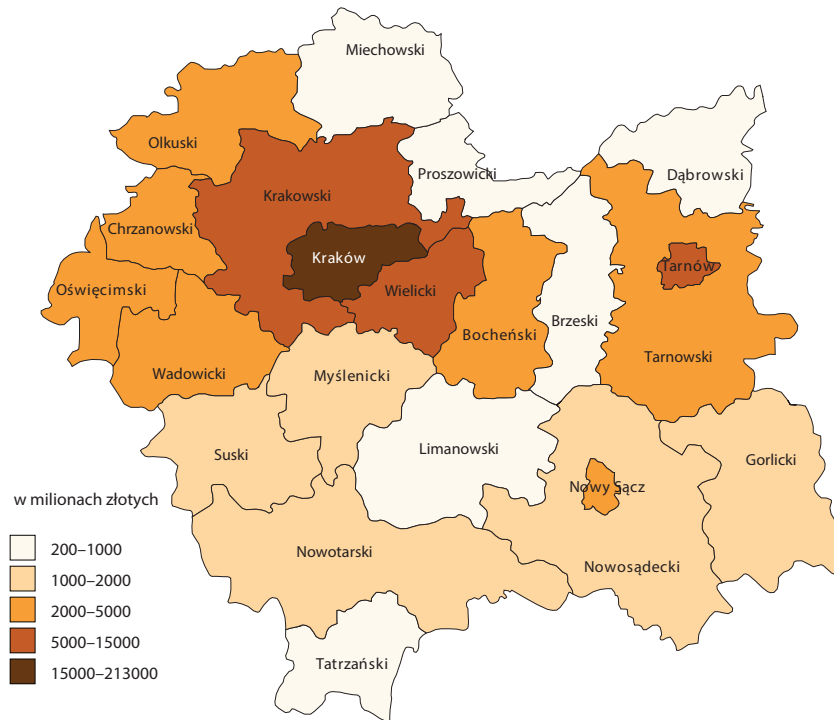 Miechowski
Olkuski
Proszowicki
Dąbrowski
Krakowski
Chrzanowski
Kraków
Tarnów
Oświęcimski
Wielicki
Brzeski
Bocheński
Tarnowski
Wadowicki
Myślenicki
Suski
Limanowski
Gorlicki
Nowy Sącz
Nowotarski
Nowosądecki
Tatrzański
w milionach złotych
200–1000
1000–2000
2000–5000
5000–15000
15000–213000